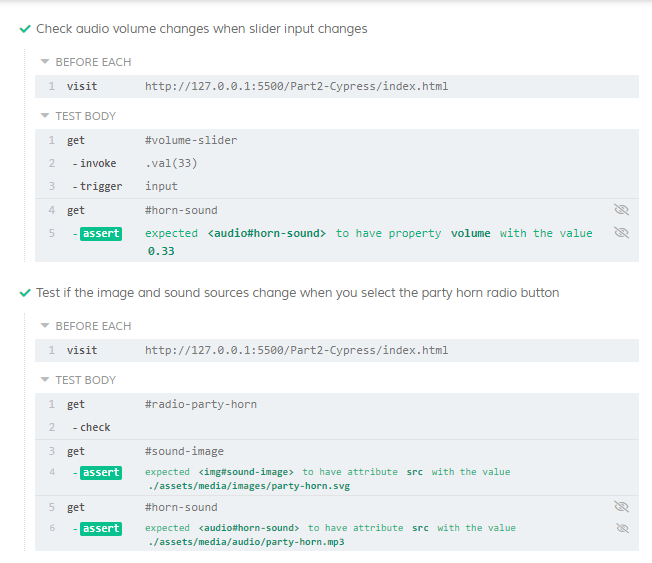 Check audio volume changes when slider input changes
BEFORE EACH
1 visit http://127.0.0.1:5500/Part2-Cypress/index.html
TEST BODY
1 get #volume-slider
2 -invoke .val(33)
3 -trigger input
4 get #horn-sound
5 -assert expected <audio#horn-sound> to have property volume with the value
0.33
Test if the image and sound sources change when you select the party horn radio button
BEFORE EACH
1 visit http://127.0.0.1:5500/Part2-Cypress/index.html
TEST BODY
1 get #radio-party-horn
2 -check
3 get #sound-image
4 -assert expected <img#sound-image> to have attribute src with the value
./assets/media/images/party-horn.svg
5 get #horn-sound
6 -assert expected <audio#horn-sound> to have attribute src with the value
./assets/media/audio/party-horn.mp3